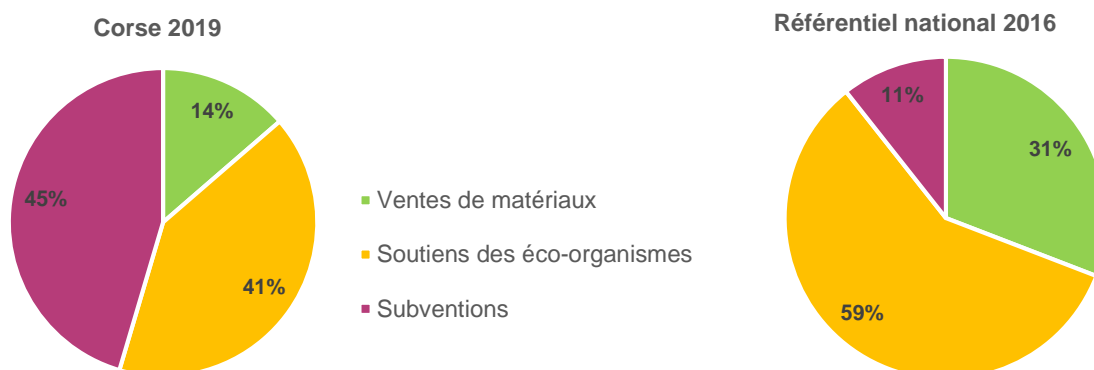 Corse 2019
14%
45%
41%
Ventes de matériaux
Soutiens des éco-organismes
Subventions
Référentiel national 2016
11%
31%
59%